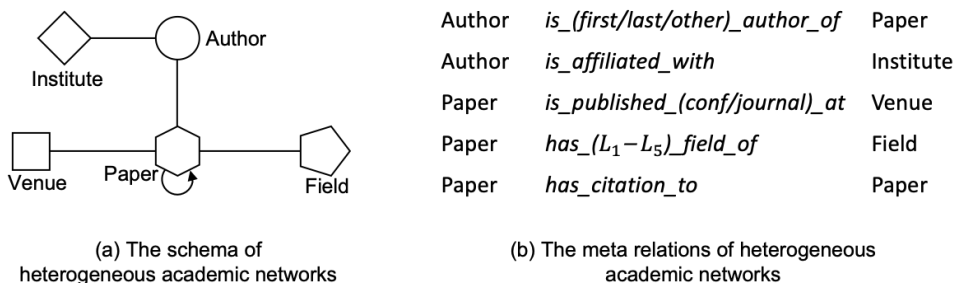 Author
Institute
Venue
Paper
Field
(a) The schema of
heterogeneous academic networks
Author is_(first/last/other)_author_of Paper
Author is_affiliated_with Institute
Paper is_published_(conf/journal)_at Venue
Paper has_(L₁−L₅)_field_of Field
Paper has_citation_to Paper
(b) The meta relations of heterogeneous
academic networks